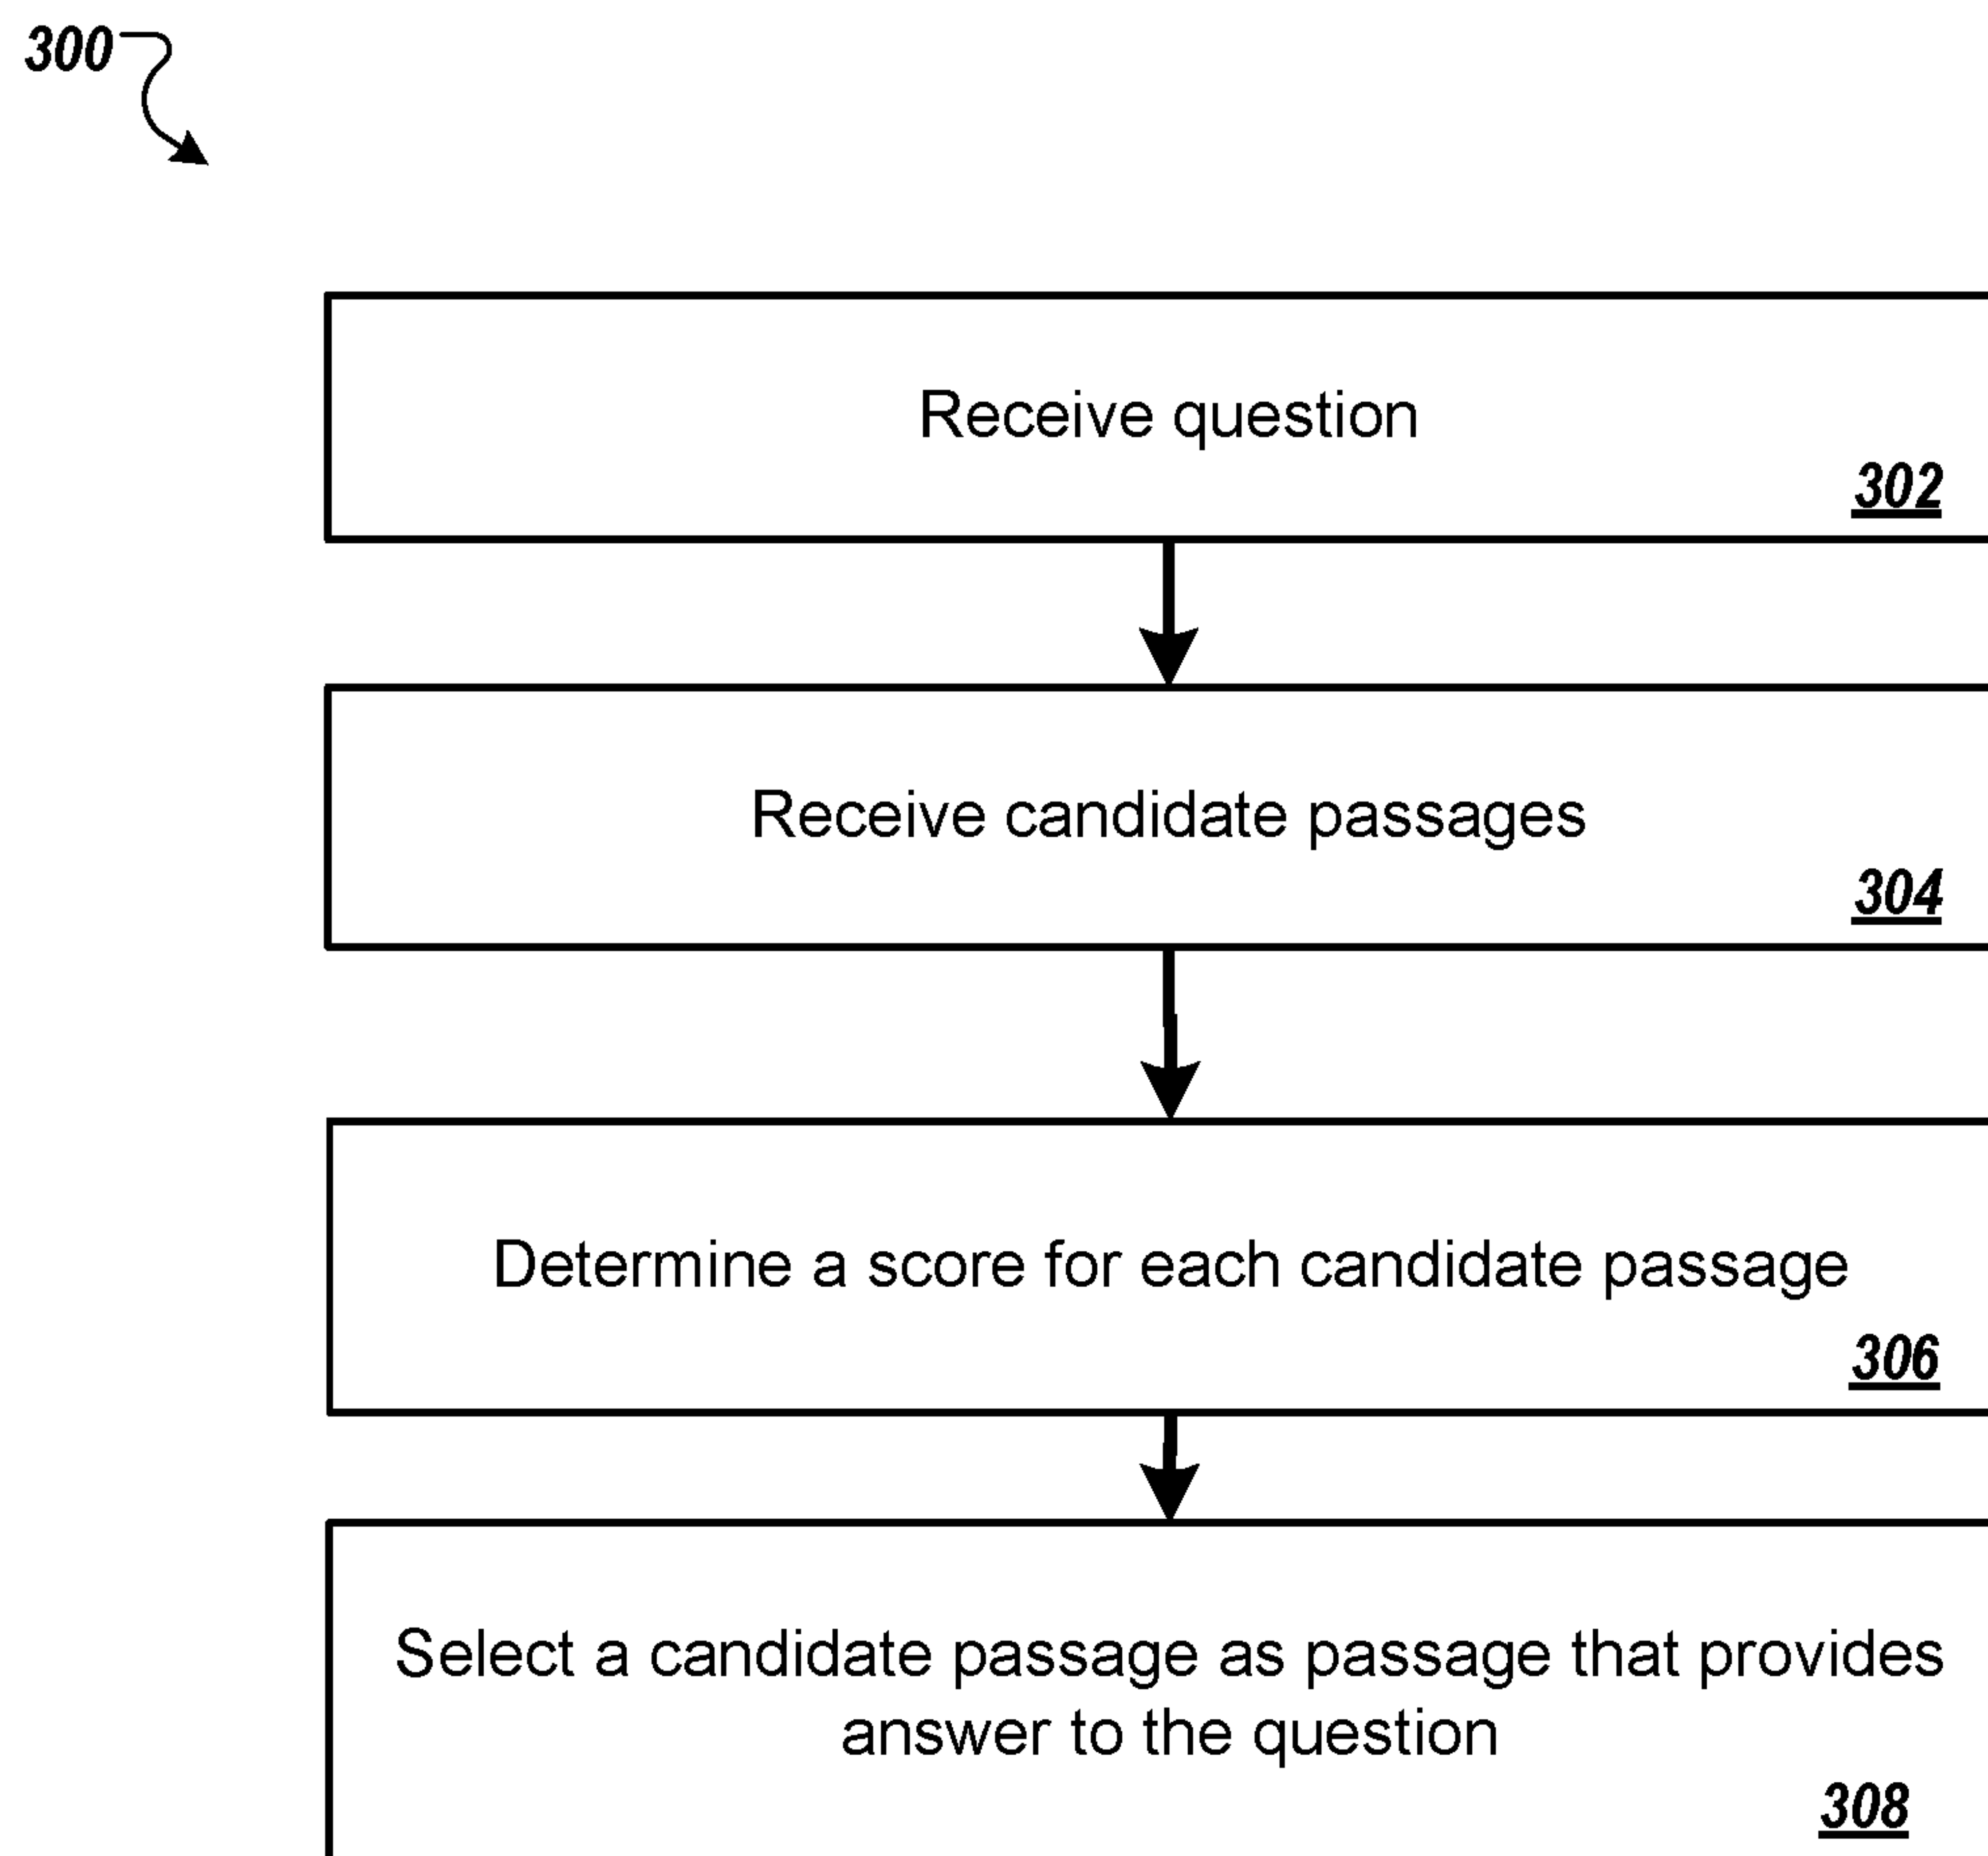 300
Receive question
302
Receive candidate passages
304
Determine a score for each candidate passage
306
Select a candidate passage as passage that provides
answer to the question
308